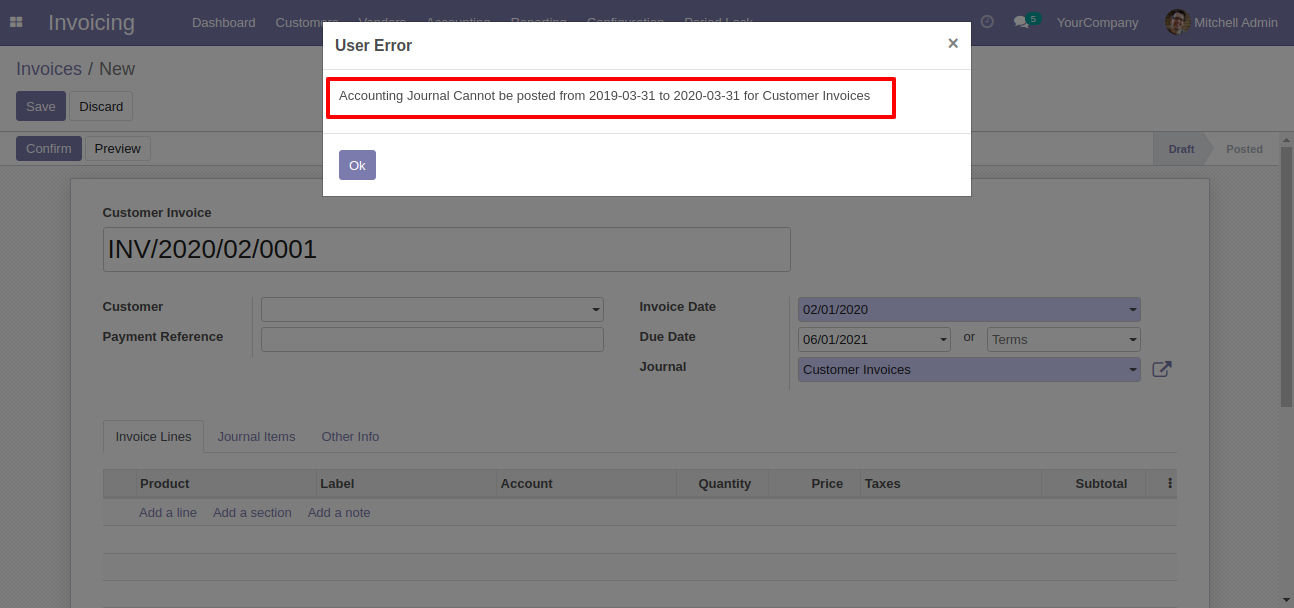 Invoicing Dashboard Customers Vendors Accounting Reporting Configuration Period Lock 5 YourCompany Mitchell Admin
User Error ×
Invoices / New
Accounting Journal Cannot be posted from 2019-03-31 to 2020-03-31 for Customer Invoices
Save Discard
Confirm Preview Draft Posted
Ok
Customer Invoice
INV/2020/02/0001
Customer Invoice Date 02/01/2020
Payment Reference Due Date 06/01/2021 or Terms
Journal Customer Invoices
Invoice Lines Journal Items Other Info
Product Label Account Quantity Price Taxes Subtotal
Add a line Add a section Add a note